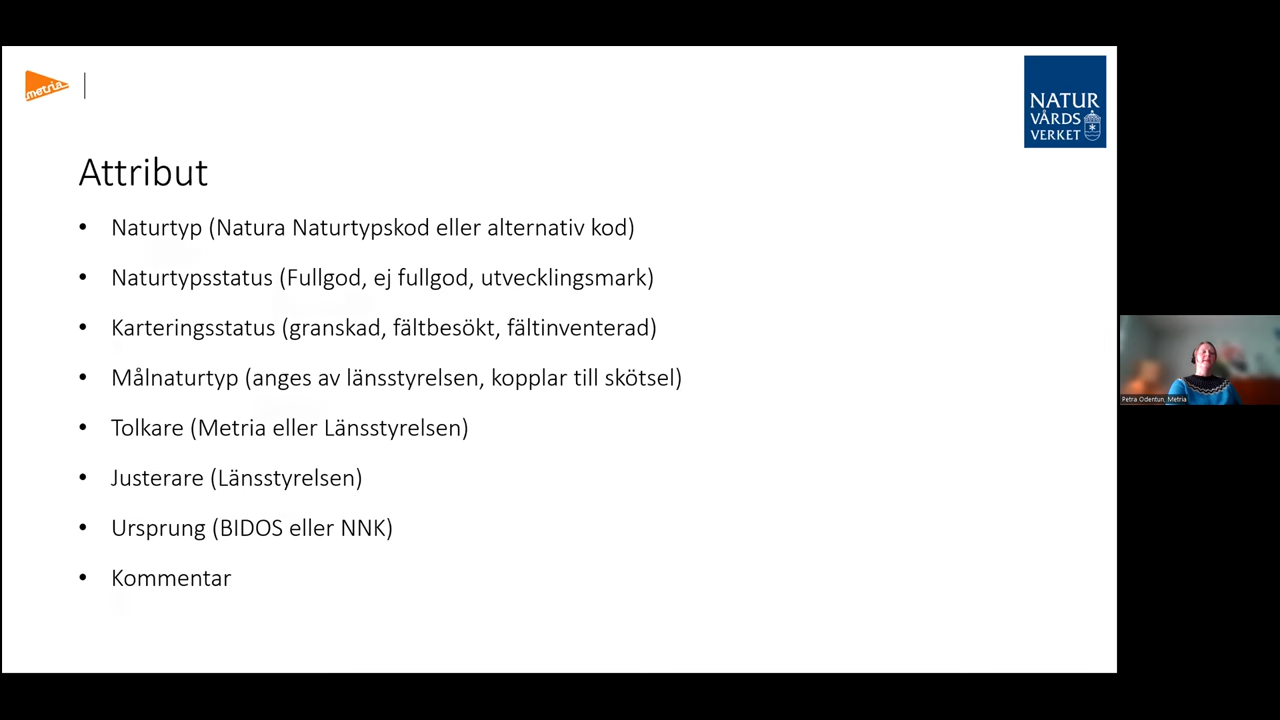 metria
NATUR
VÅRDS
VERKET
Attribut
• Naturtyp (Natura Naturtypskod eller alternativ kod)
• Naturtypsstatus (Fullgod, ej fullgod, utvecklingsmark)
• Karteringsstatus (granskad, fältbesökt, fältinventerad)
• Målnaturtyp (anges av länsstyrelsen, kopplar till skötsel)
• Tolkare (Metria eller Länsstyrelsen)
• Justerare (Länsstyrelsen)
• Ursprung (BIDOS eller NNK)
• Kommentar
Petra Odentun, Metria